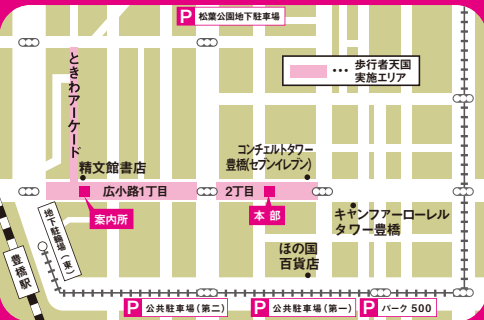 P 松葉公園地下駐車場
・・・ 歩行者天国
実施エリア
ときわアーケード
精文館書店
コンチェルトタワー
豊橋(セブンイレブン)
広小路1丁目
2丁目
案内所
本部
キャンファーローレル
タワー豊橋
地下駐輪場(東)
ほの国
百貨店
豊橋駅
P 公共駐車場(第二)
P 公共駐車場(第一)
P パーク500